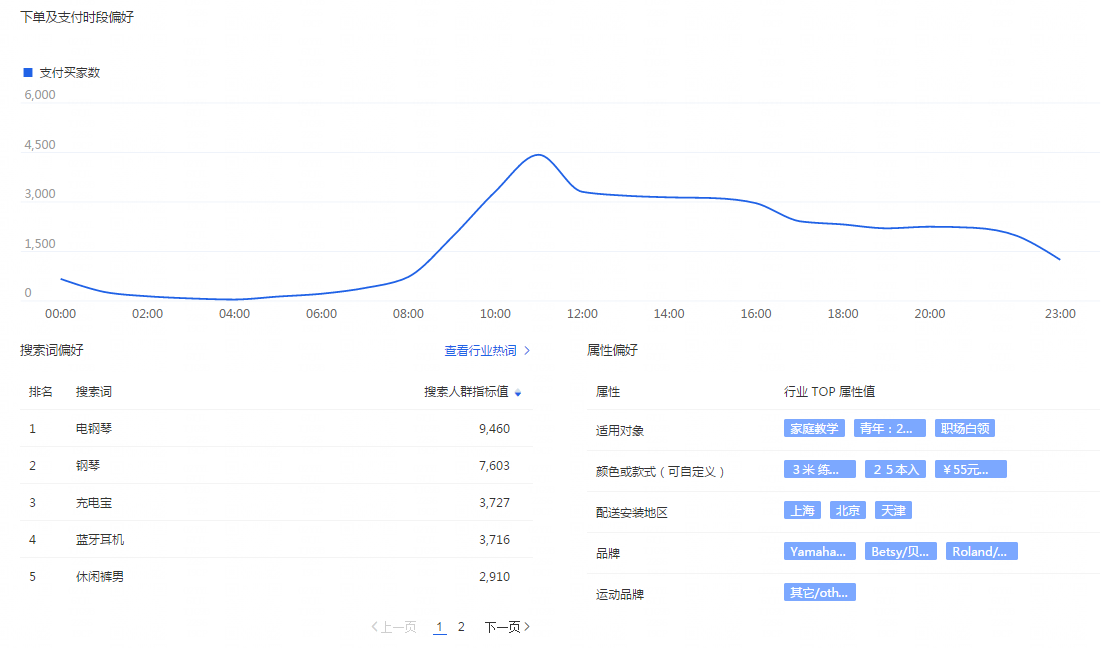 下单及支付时段偏好
支付买家数
6,000
4,500
3,000
1,500
0
00:00 02:00 04:00 06:00 08:00 10:00 12:00 14:00 16:00 18:00 20:00 23:00
搜索词偏好 查看行业热词 >
排名 搜索词 搜索人群指标值
1 电钢琴 9,460
2 钢琴 7,603
3 充电宝 3,727
4 蓝牙耳机 3,716
5 休闲裤男 2,910
<上一页 1 2 下一页>
属性偏好
属性 行业 TOP 属性值
适用对象 家庭教学 青年：2... 职场白领
颜色或款式（可自定义） 3 米 练... 2 5 本入 ¥55元...
配送安装地区 上海 北京 天津
品牌 Yamaha... Betsy/贝... Roland/...
运动品牌 其它/oth...